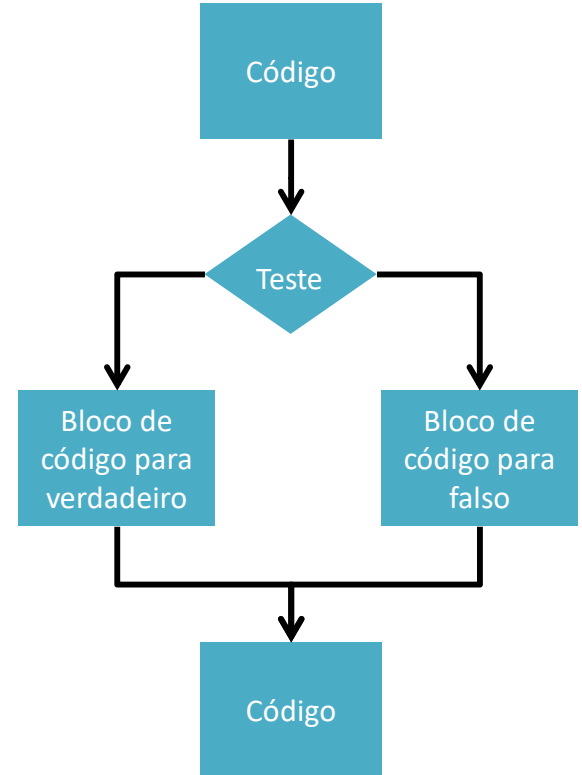 Código
Teste
Bloco de
código para
verdadeiro
Bloco de
código para
falso
Código